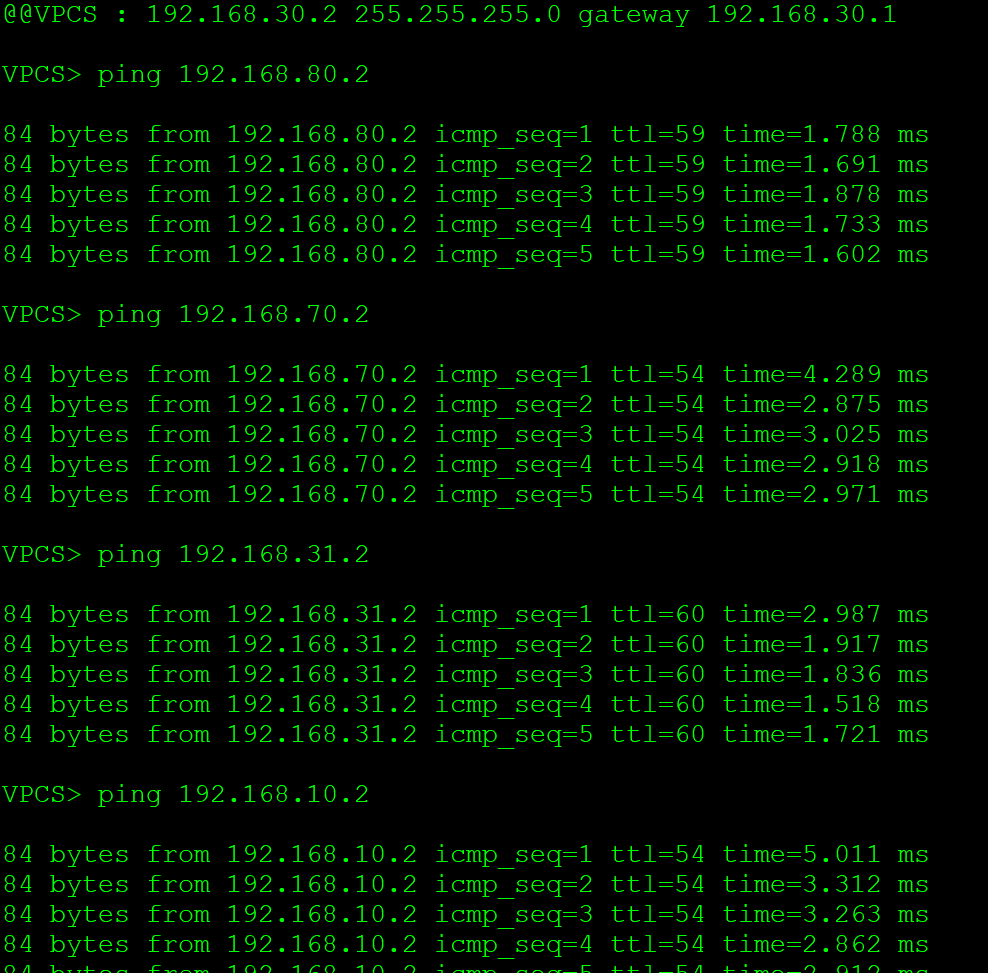 @@VPCS : 192.168.30.2 255.255.255.0 gateway 192.168.30.1
VPCS> ping 192.168.80.2
84 bytes from 192.168.80.2 icmp_seq=1 ttl=59 time=1.788 ms
84 bytes from 192.168.80.2 icmp_seq=2 ttl=59 time=1.691 ms
84 bytes from 192.168.80.2 icmp_seq=3 ttl=59 time=1.878 ms
84 bytes from 192.168.80.2 icmp_seq=4 ttl=59 time=1.733 ms
84 bytes from 192.168.80.2 icmp_seq=5 ttl=59 time=1.602 ms
VPCS> ping 192.168.70.2
84 bytes from 192.168.70.2 icmp_seq=1 ttl=54 time=4.289 ms
84 bytes from 192.168.70.2 icmp_seq=2 ttl=54 time=2.875 ms
84 bytes from 192.168.70.2 icmp_seq=3 ttl=54 time=3.025 ms
84 bytes from 192.168.70.2 icmp_seq=4 ttl=54 time=2.918 ms
84 bytes from 192.168.70.2 icmp_seq=5 ttl=54 time=2.971 ms
VPCS> ping 192.168.31.2
84 bytes from 192.168.31.2 icmp_seq=1 ttl=60 time=2.987 ms
84 bytes from 192.168.31.2 icmp_seq=2 ttl=60 time=1.917 ms
84 bytes from 192.168.31.2 icmp_seq=3 ttl=60 time=1.836 ms
84 bytes from 192.168.31.2 icmp_seq=4 ttl=60 time=1.518 ms
84 bytes from 192.168.31.2 icmp_seq=5 ttl=60 time=1.721 ms
VPCS> ping 192.168.10.2
84 bytes from 192.168.10.2 icmp_seq=1 ttl=54 time=5.011 ms
84 bytes from 192.168.10.2 icmp_seq=2 ttl=54 time=3.312 ms
84 bytes from 192.168.10.2 icmp_seq=3 ttl=54 time=3.263 ms
84 bytes from 192.168.10.2 icmp_seq=4 ttl=54 time=2.862 ms
84 bytes from 192.168.10.2 icmp_seq=5 ttl=54 ms